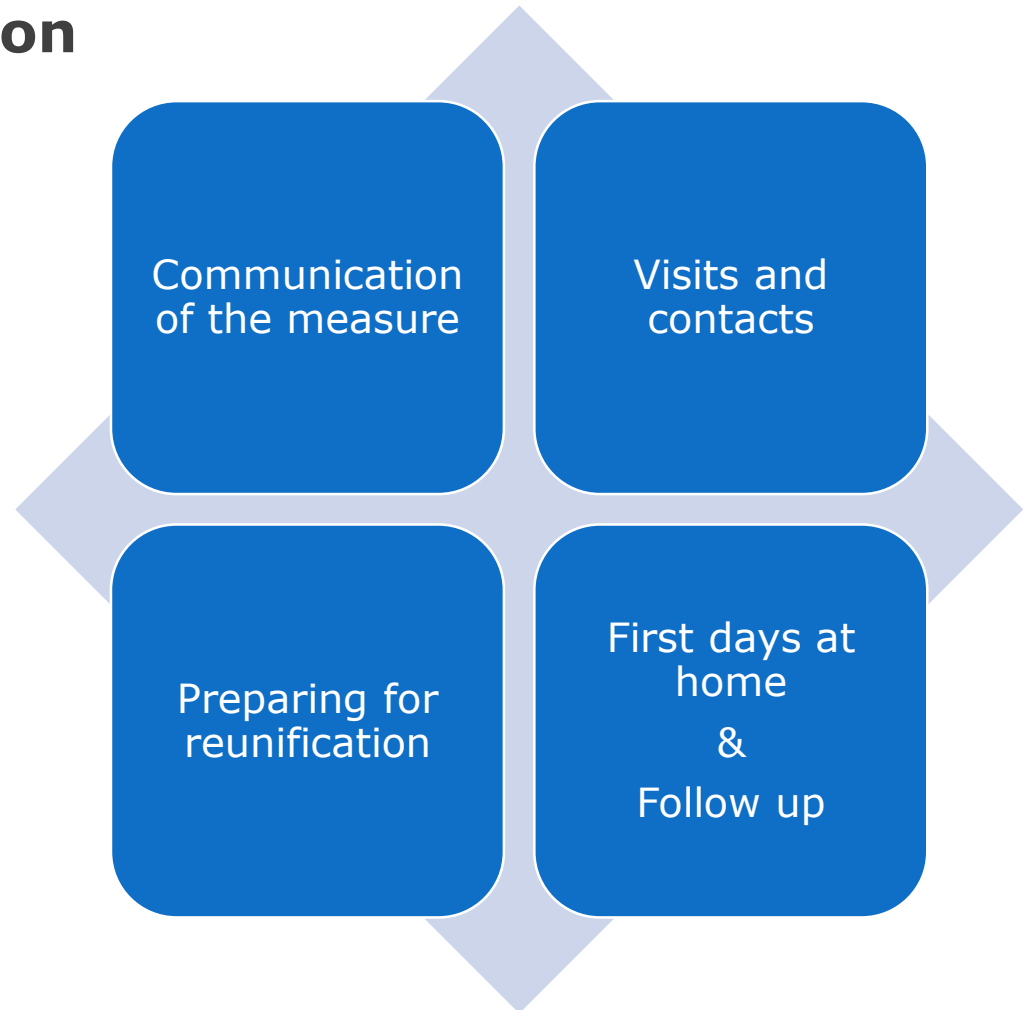 on
Communication
of the measure
Visits and
contacts
Preparing for
reunification
First days at
home
&
Follow up